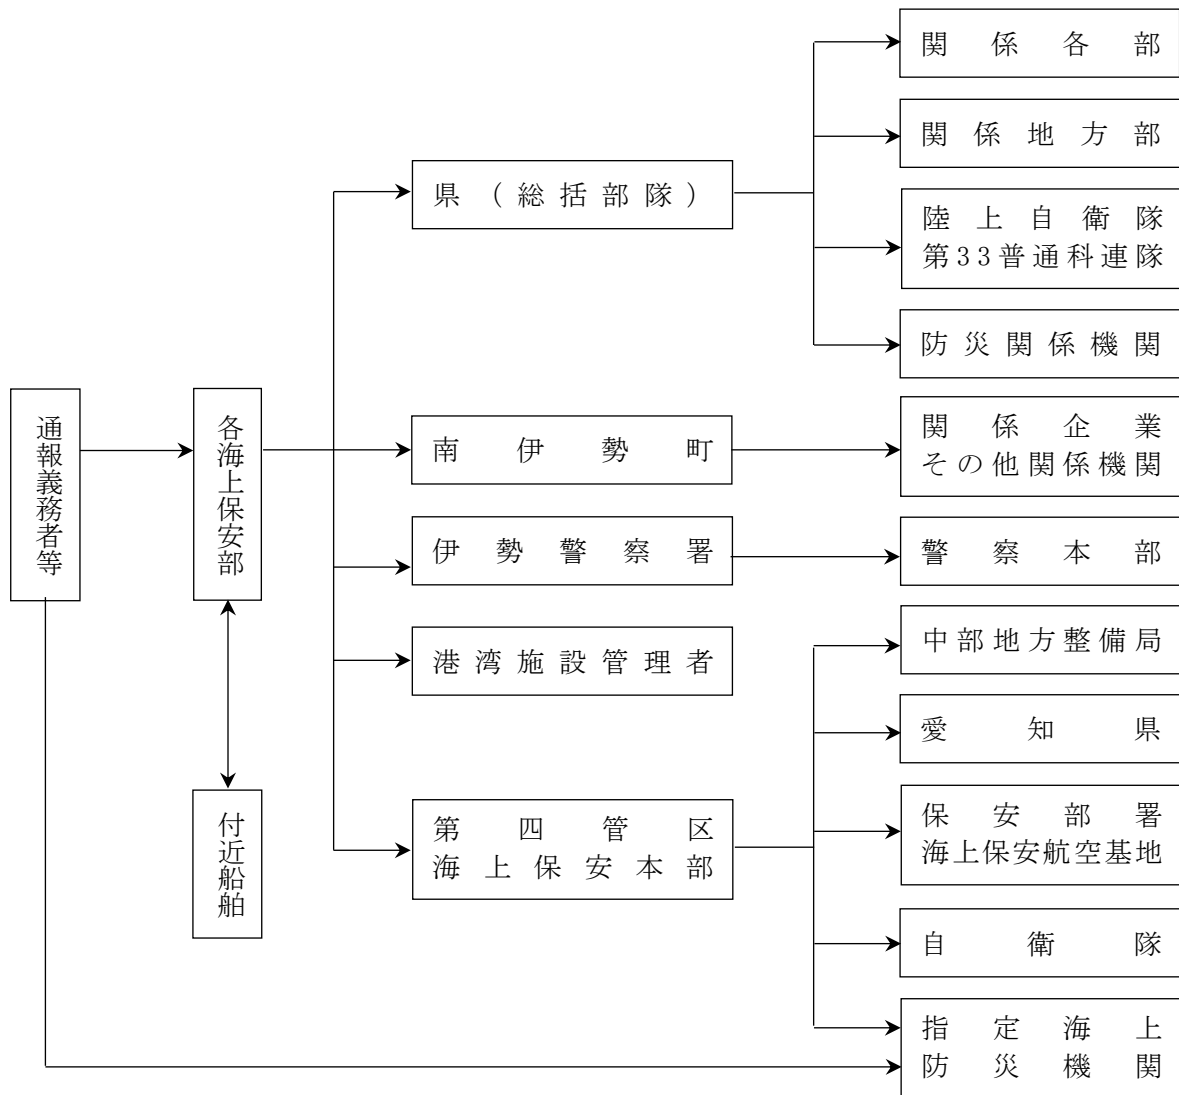 通報義務者等
各海上保安部
付近船舶
県（総括部隊）
南伊勢町
伊勢警察署
港湾施設管理者
第四管区
海上保安本部
関係各部
関係地方部
陸上自衛隊
第33普通科連隊
防災関係機関
関係企業
その他関係機関
警察本部
中部地方整備局
愛知県
保安部署
海上保安航空基地
自衛隊
指定海上
防災機関